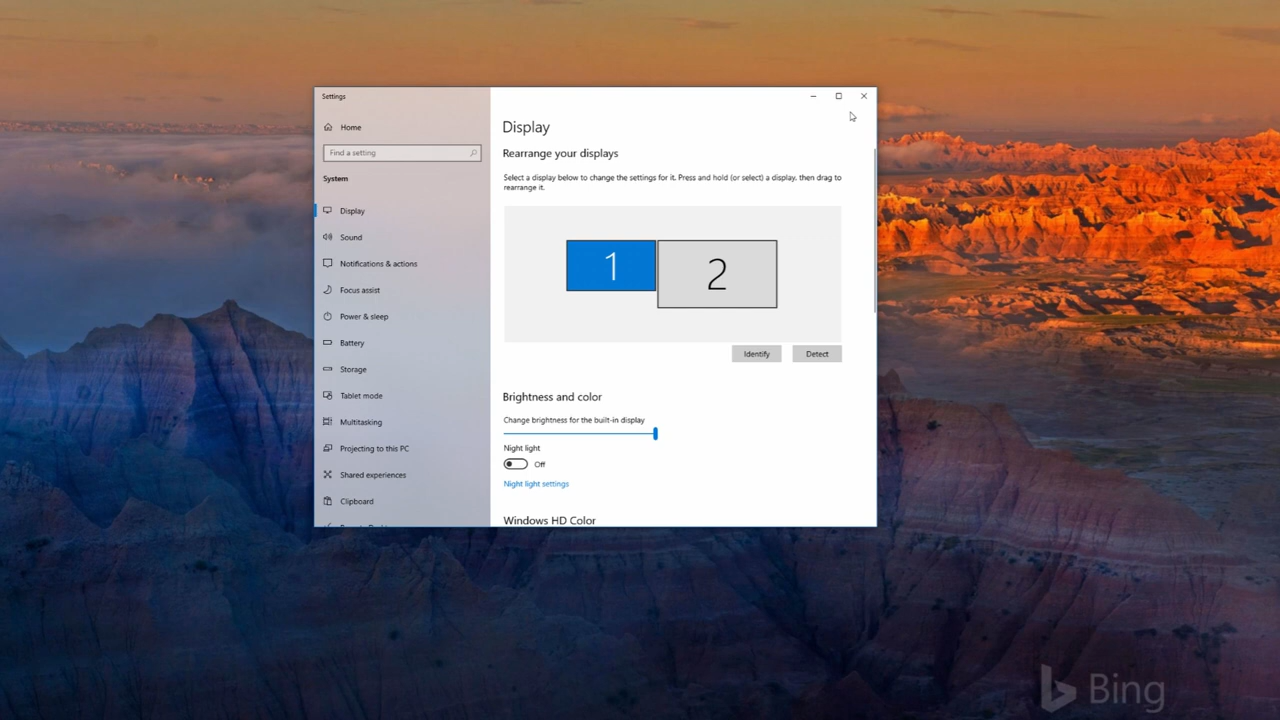 Settings
Home
Find a setting
System
Display
Sound
Notifications & actions
Focus assist
Power & sleep
Battery
Storage
Tablet mode
Multitasking
Projecting to this PC
Shared experiences
Clipboard
Display
Rearrange your displays
Select a display below to change the settings for it. Press and hold (or select) a display, then drag to
rearrange it.
1
2
Identify
Detect
Brightness and color
Change brightness for the built-in display
Night light
Off
Night light settings
Windows HD Color
Bing